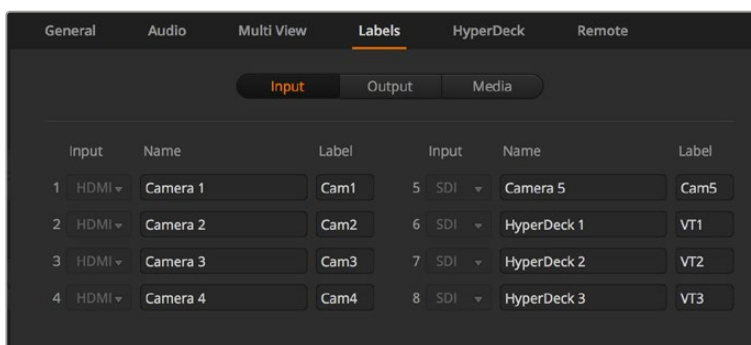 General Audio Multi View Labels HyperDeck Remote
Input Output Media
Input Name Label Input Name Label
1 HDMI Camera 1 Cam1 5 SDI Camera 5 Cam5
2 HDMI Camera 2 Cam2 6 SDI HyperDeck 1 VT1
3 HDMI Camera 3 Cam3 7 SDI HyperDeck 2 VT2
4 HDMI Camera 4 Cam4 8 SDI HyperDeck 3 VT3